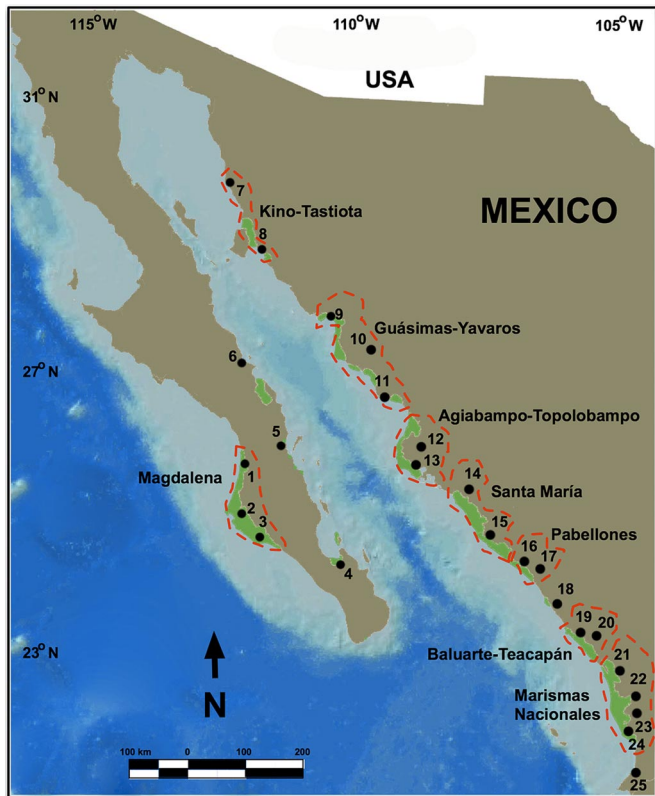 115°W
110°W
105°W
USA
31° N
7
Kino-Tastiota
MEXICO
8
9
Guásimas-Yavaros
10
6
27° N
11
Agiabampo-Topolobampo
5
12
13
Magdalena
1
14
Santa María
2
15
3
Pabellones
16
17
4
18
19
20
23° N
Baluarte-Teacapán
21
22
Marismas
Nacionales
23
24
N
100 km
0
100
200
25